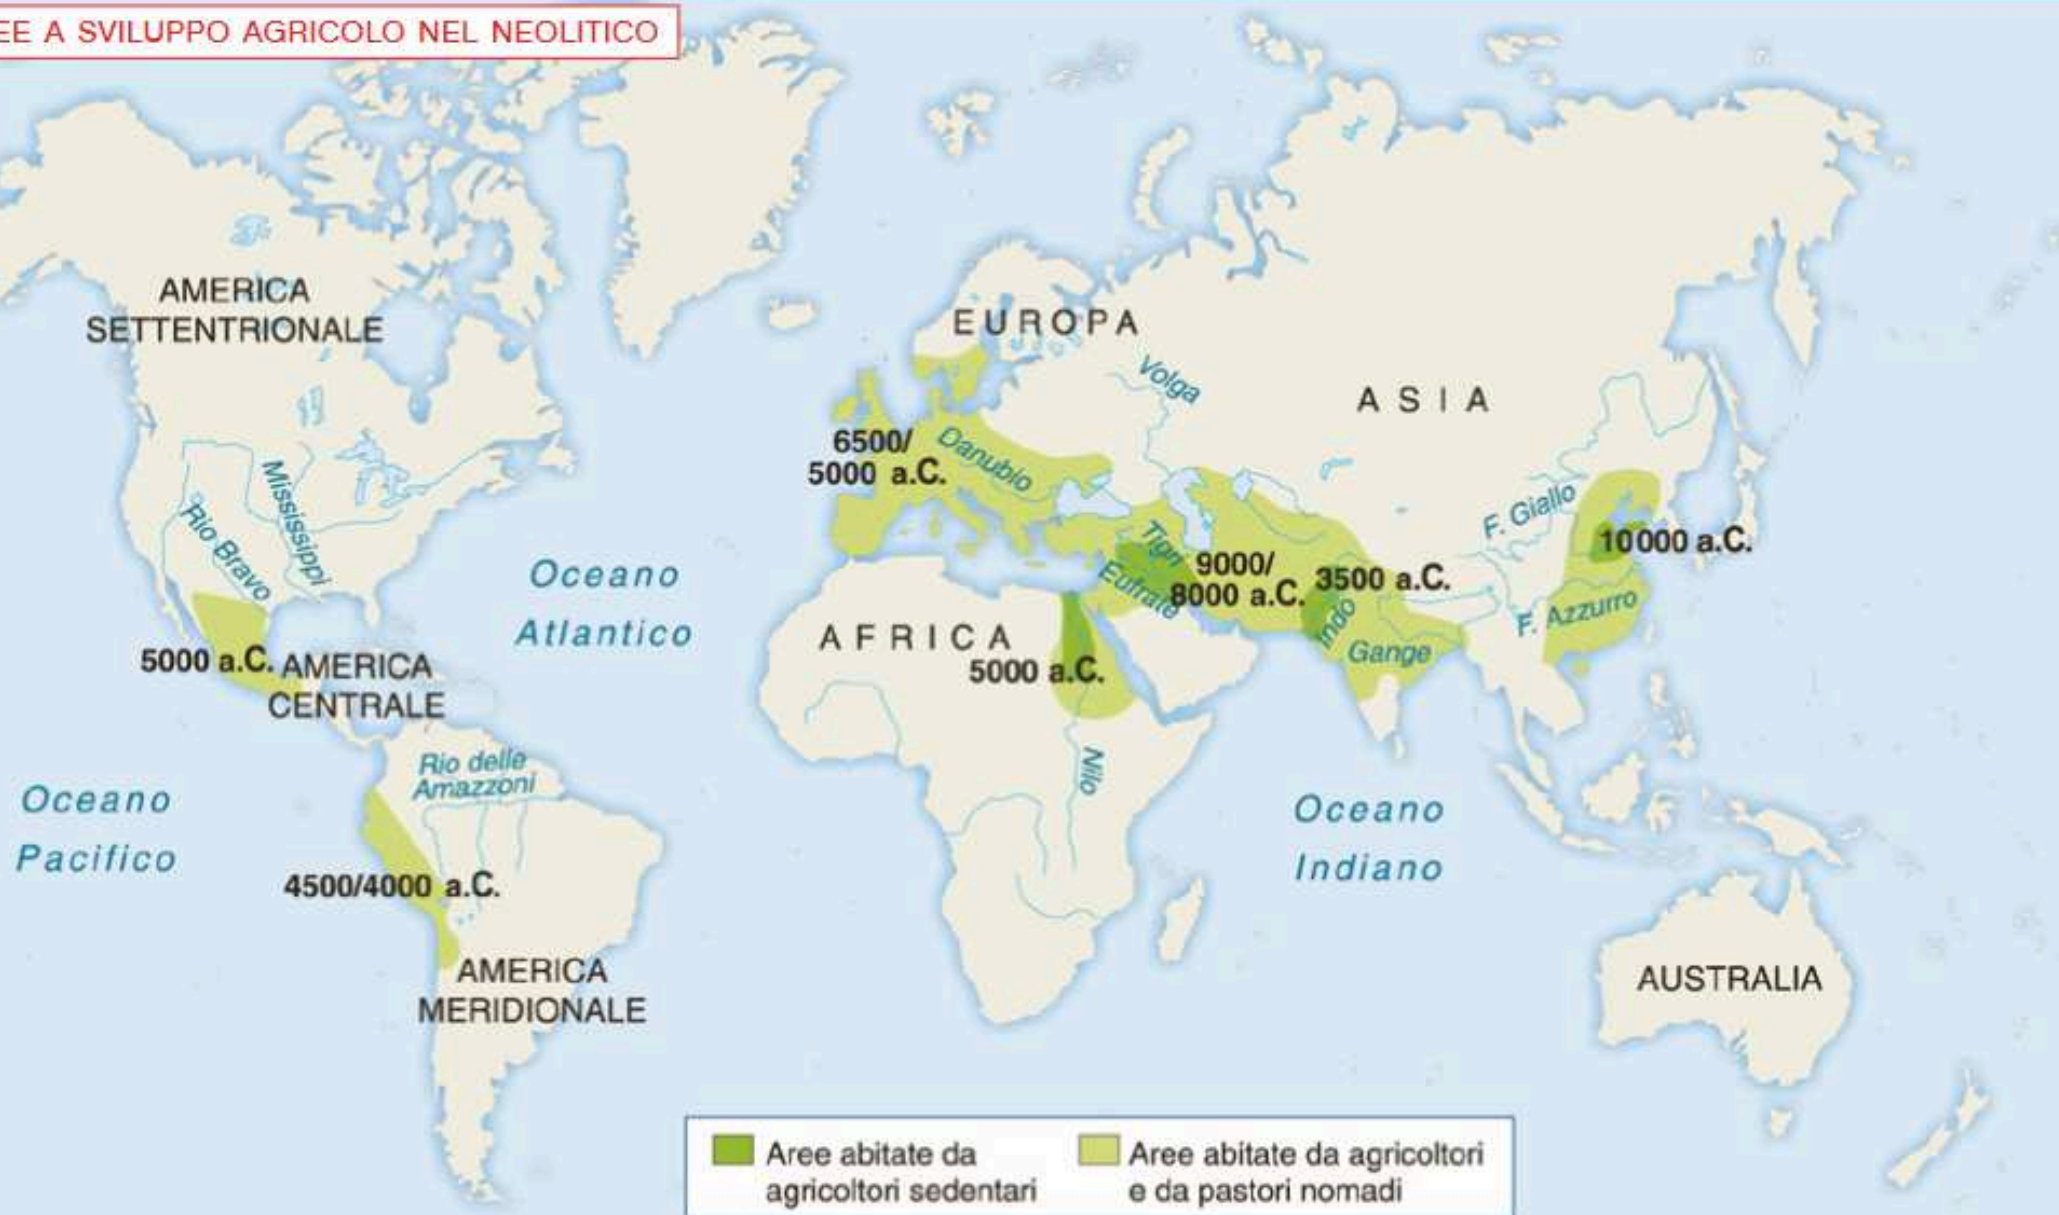 EE A SVILUPPO AGRICOLO NEL NEOLITICO
AMERICA
SETTENTRIONALE
EUROPA
ASIA
Volga
6500/
5000 a.C.
Danubio
Mississippi
Rio Bravo
F. Giallo
10000 a.C.
Tigri
Eufrate
9000/
8000 a.C.
3500 a.C.
Indo
Gange
F. Azzurro
Oceano
Atlantico
AFRICA
5000 a.C.
5000 a.C.
AMERICA
CENTRALE
Nilo
Rio delle
Amazzoni
Oceano
Pacifico
Oceano
Indiano
4500/4000 a.C.
AMERICA
MERIDIONALE
AUSTRALIA
Aree abitate da
agricoltori sedentari
Aree abitate da agricoltori
e da pastori nomadi